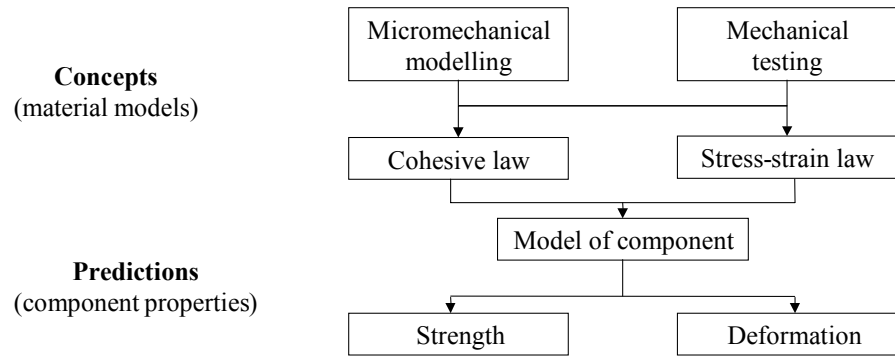 Micromechanical
modelling
Mechanical
testing
Concepts
(material models)
Cohesive law
Stress-strain law
Model of component
Predictions
(component properties)
Strength
Deformation